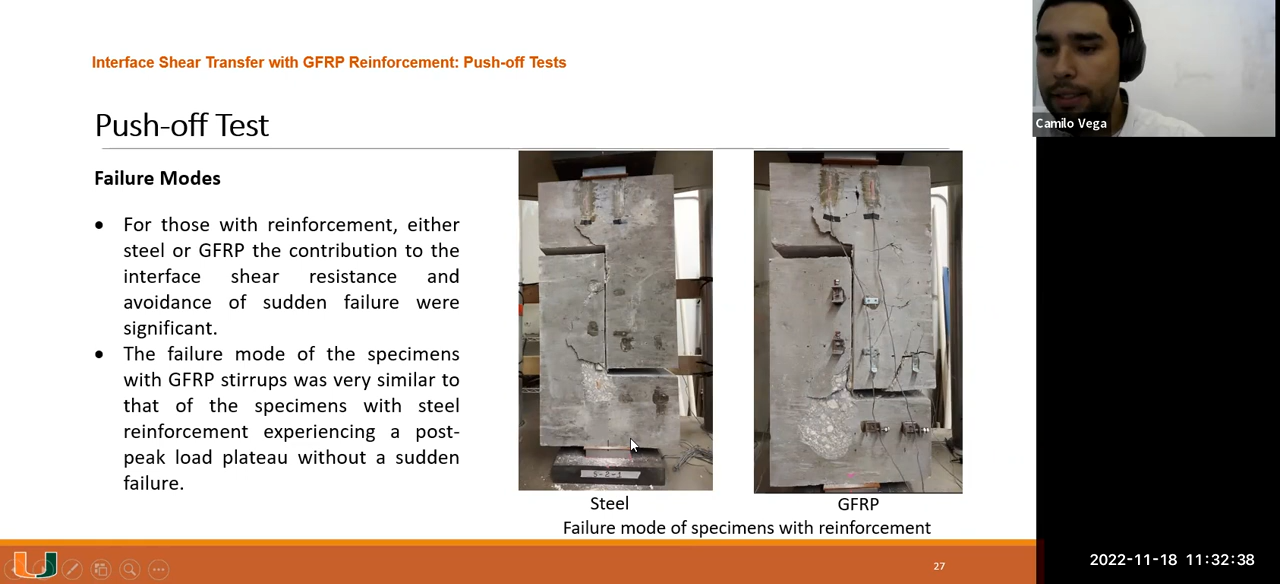 Interface Shear Transfer with GFRP Reinforcement: Push-off Tests
Push-off Test
Failure Modes
• For those with reinforcement, either
steel or GFRP the contribution to the
interface shear resistance and
avoidance of sudden failure were
significant.
• The failure mode of the specimens
with GFRP stirrups was very similar to
that of the specimens with steel
reinforcement experiencing a post-
peak load plateau without a sudden
failure.
S-2-1
Steel
GFRP
Failure mode of specimens with reinforcement
27
Camilo Vega
2022-11-18 11:32:38